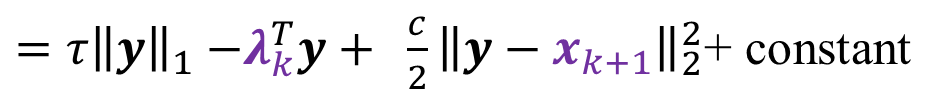 = τ‖𝒚‖₁ −𝝀ₖᵀ𝒚 + c/2 ‖𝒚 − 𝒙ₖ₊₁‖₂² + constant